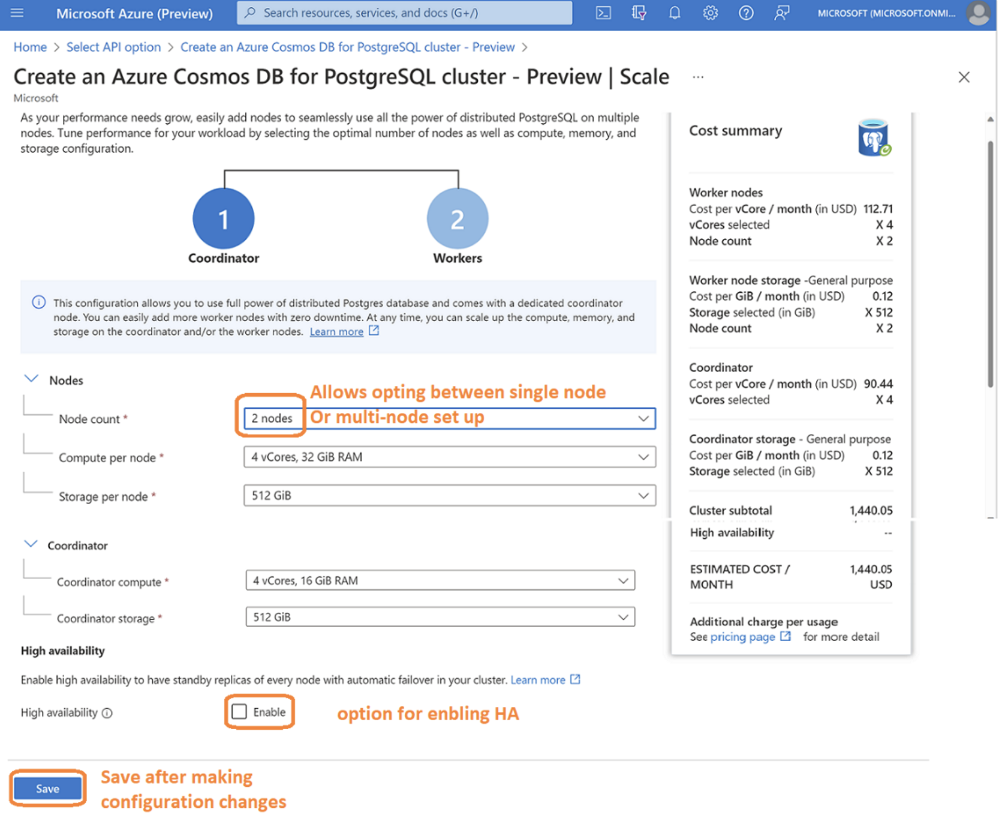 Microsoft Azure (Preview)
Search resources, services, and docs (G+/)
MICROSOFT (MICROSOFT.ONMI...
Home > Select API option > Create an Azure Cosmos DB for PostgreSQL cluster - Preview >
Create an Azure Cosmos DB for PostgreSQL cluster - Preview | Scale ...
Microsoft
As your performance needs grow, easily add nodes to seamlessly use all the power of distributed PostgreSQL on multiple
nodes. Tune performance for your workload by selecting the optimal number of nodes as well as compute, memory, and
storage configuration.
1
2
Coordinator
Workers
This configuration allows you to use full power of distributed Postgres database and comes with a dedicated coordinator
node. You can easily add more worker nodes with zero downtime. At any time, you can scale up the compute, memory, and
storage on the coordinator and/or the worker nodes. Learn more
Nodes
Allows opting between single node
Node count *
2 nodes
Or multi-node set up
Compute per node *
4 vCores, 32 GiB RAM
Storage per node *
512 GiB
Coordinator
Coordinator compute *
4 vCores, 16 GiB RAM
Coordinator storage *
512 GiB
High availability
Enable high availability to have standby replicas of every node with automatic failover in your cluster. Learn more
High availability
Enable
option for enbling HA
Save
Save after making
configuration changes
Cost summary
Worker nodes
Cost per vCore / month (in USD) 112.71
vCores selected X 4
Node count X 2
Worker node storage -General purpose
Cost per GiB / month (in USD) 0.12
Storage selected (in GiB) X 512
Node count X 2
Coordinator
Cost per vCore / month (in USD) 90.44
vCores selected X 4
Coordinator storage - General purpose
Cost per GiB / month (in USD) 0.12
Storage selected (in GiB) X 512
Cluster subtotal 1,440.05
High availability --
ESTIMATED COST / 1,440.05
MONTH USD
Additional charge per usage
See pricing page for more detail